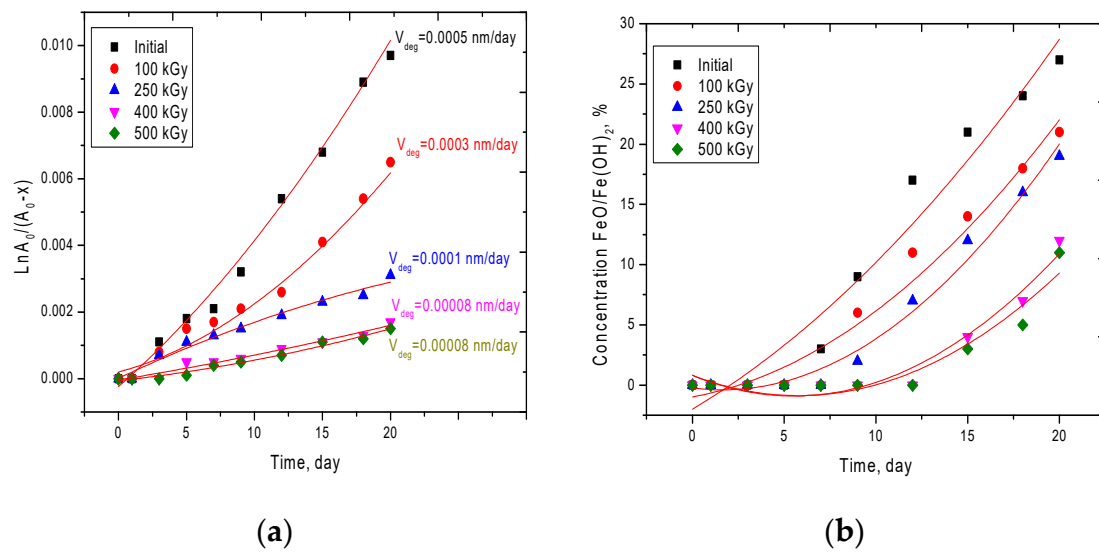 V_deg=0.0005 nm/day
Initial
100 kGy
250 kGy
400 kGy
500 kGy
V_deg=0.0003 nm/day
V_deg=0.0001 nm/day
V_deg=0.00008 nm/day
V_deg=0.00008 nm/day
0.010
0.008
0.006
0.004
0.002
0.000
LnA_0/(A_0-x)
0 5 10 15 20
Time, day
(a)
Initial
100 kGy
250 kGy
400 kGy
500 kGy
30
25
20
15
10
5
0
Concentration FeO/Fe(OH)_2, %
0 5 10 15 20
Time, day
(b)